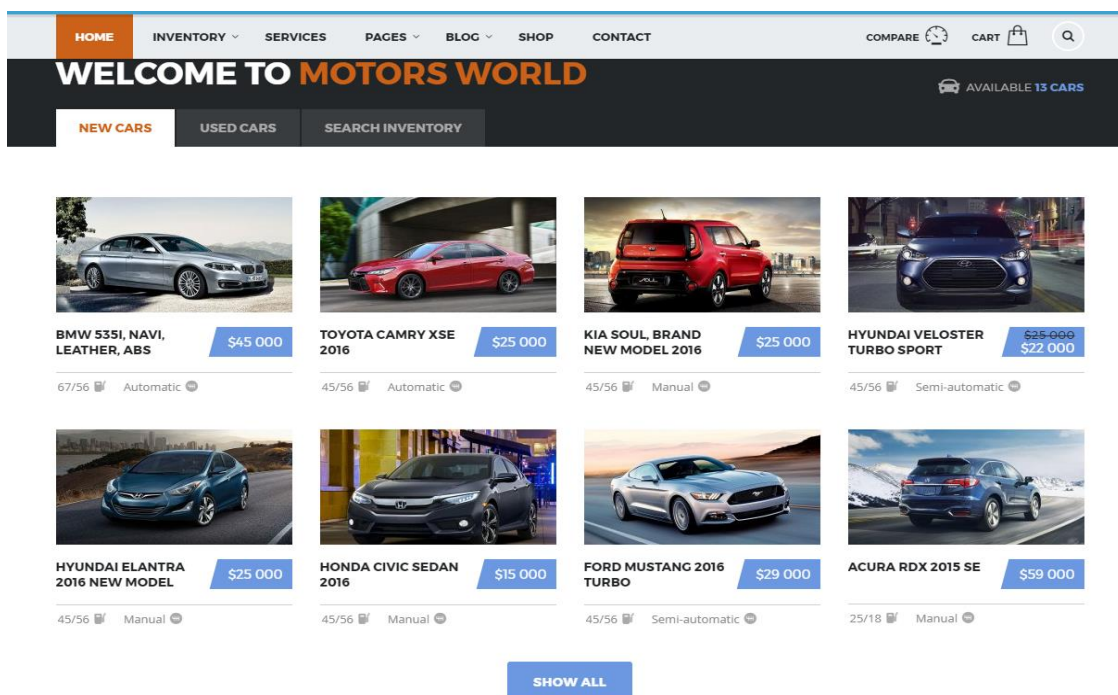 HOME INVENTORY SERVICES PAGES BLOG SHOP CONTACT COMPARE CART
WELCOME TO MOTORS WORLD
AVAILABLE 13 CARS
NEW CARS USED CARS SEARCH INVENTORY
BMW 535I, NAVI,
LEATHER, ABS
$45 000
67/56 Automatic
TOYOTA CAMRY XSE
2016
$25 000
45/56 Automatic
SOUL
KIA SOUL, BRAND
NEW MODEL 2016
$25 000
45/56 Manual
HYUNDAI VELOSTER
TURBO SPORT
$25 000
$22 000
45/56 Semi-automatic
HYUNDAI ELANTRA
2016 NEW MODEL
$25 000
45/56 Manual
HONDA CIVIC SEDAN
2016
$15 000
45/56 Manual
FORD MUSTANG 2016
TURBO
$29 000
45/56 Semi-automatic
ACURA RDX 2015 SE
$59 000
25/18 Manual
SHOW ALL